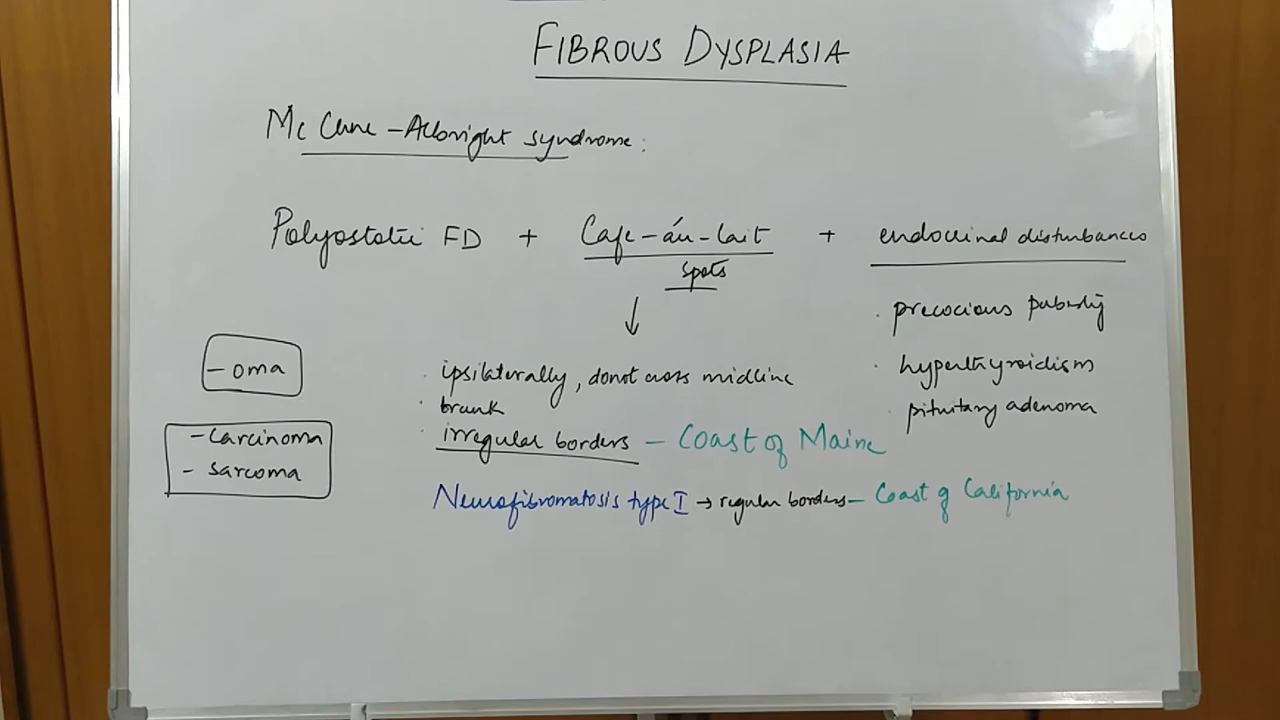 FIBROUS DYSPLASIA
Mc Cune - Albright syndrome:
Polyostotic FD + Cafe-áu-lait spots + endocrinal disturbances
· precocious puberty
· hyperthyroidism
· pituitary adenoma
· ipsilaterally, donot cross midline
· trunk
· irregular borders - Coast of Maine
Neurofibromatosis type I → regular borders - Coast of California
- oma
- Carcinoma
- Sarcoma